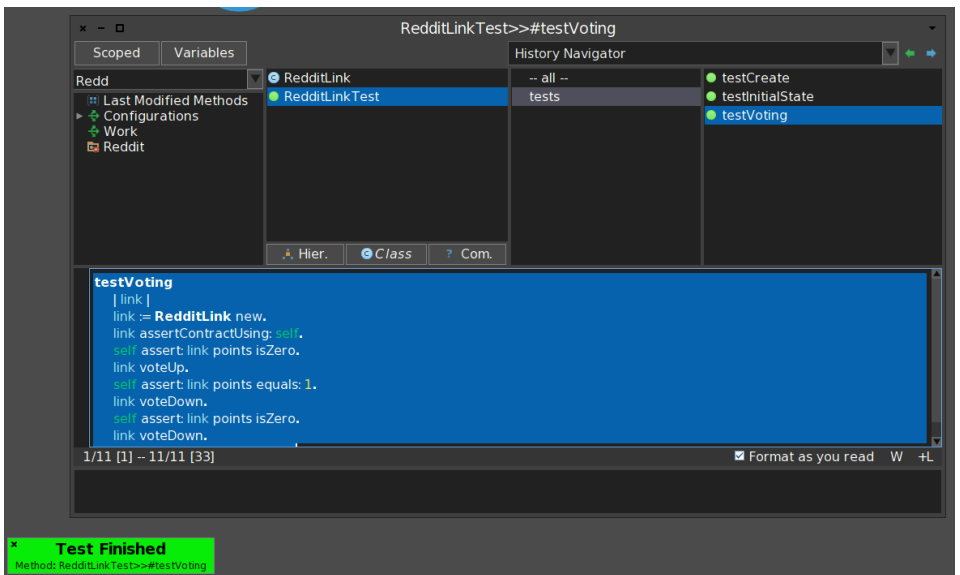 RedditLinkTest>>#testVoting
Scoped
Variables
History Navigator
Redd
Last Modified Methods
Configurations
Work
Reddit
RedditLink
RedditLinkTest
-- all --
tests
testCreate
testInitialState
testVoting
Hier.
Class
? Com.
testVoting
| link |
link := RedditLink new.
link assertContractUsing: self.
self assert: link points isZero.
link voteUp.
self assert: link points equals: 1.
link voteDown.
self assert: link points isZero.
link voteDown.
1/11 [1] -- 11/11 [33]
Format as you read W +L
Test Finished
Method: RedditLinkTest>>#testVoting